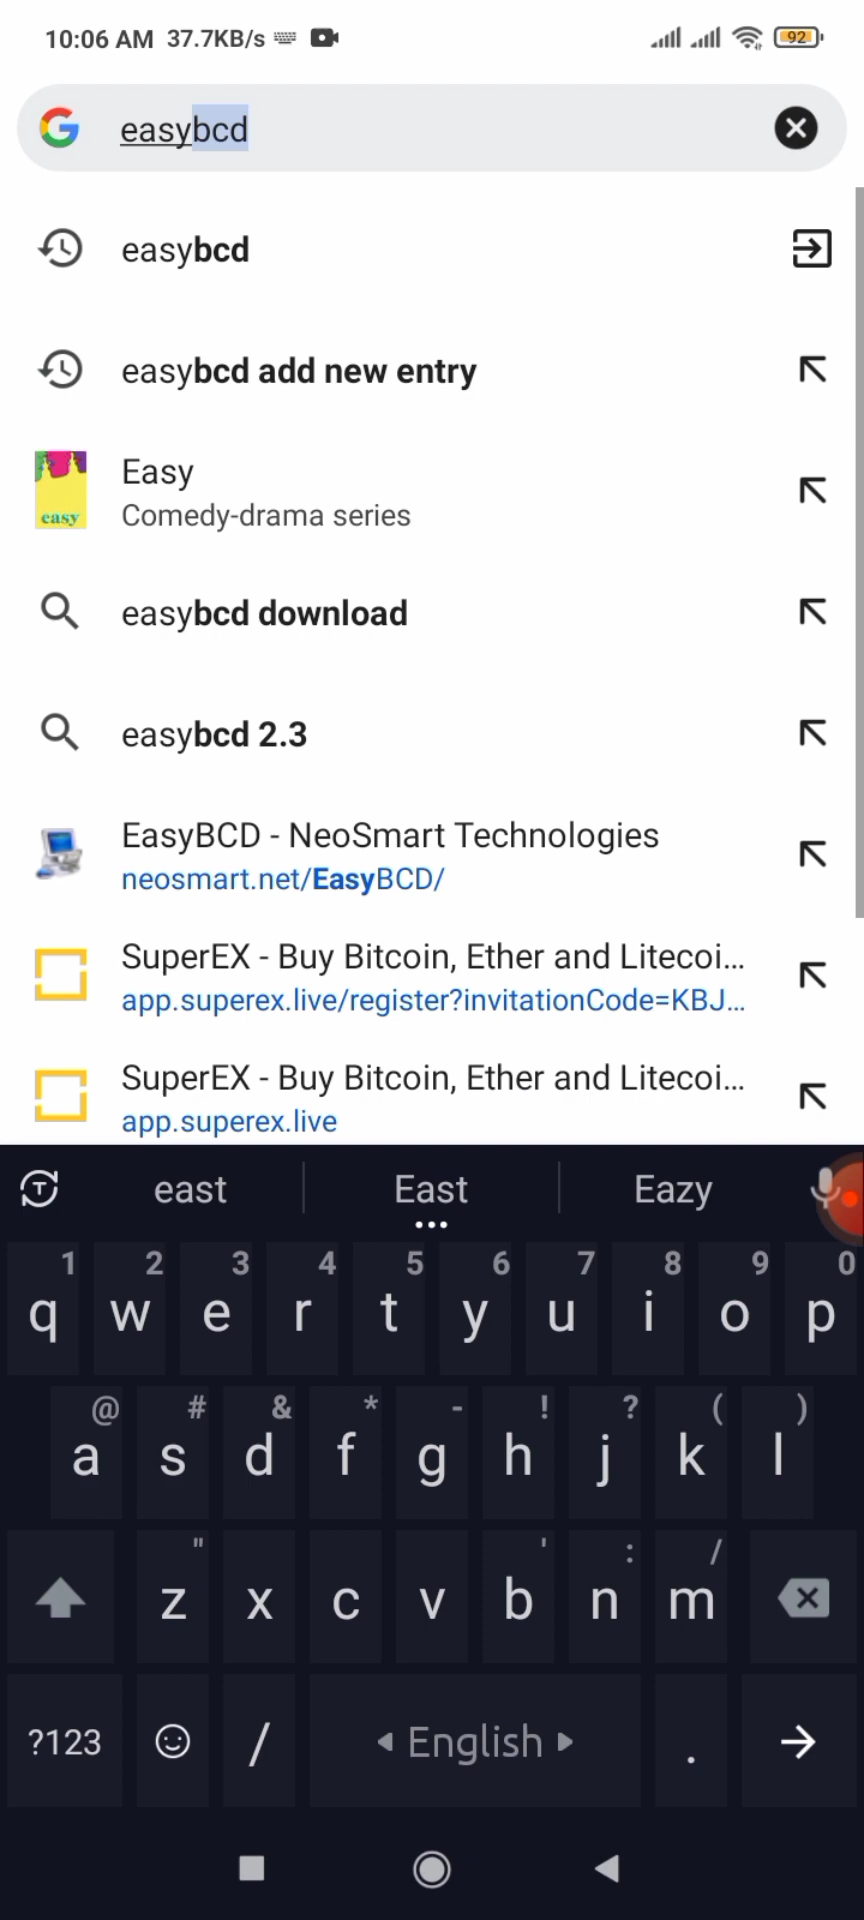 10:06 AM 37.7KB/s 92
easybcd
easybcd
easybcd add new entry
easy
Easy
Comedy-drama series
easybcd download
easybcd 2.3
EasyBCD - NeoSmart Technologies
neosmart.net/EasyBCD/
SuperEX - Buy Bitcoin, Ether and Litecoi...
app.superex.live/register?invitationCode=KBJ...
SuperEX - Buy Bitcoin, Ether and Litecoi...
app.superex.live
T east East Eazy
...
1 2 3 4 5 6 7 8 9 0
q w e r t y u i o p
@ # & * - ! ? ( )
a s d f g h j k l
" ' : /
z x c v b n m
?123 / English .